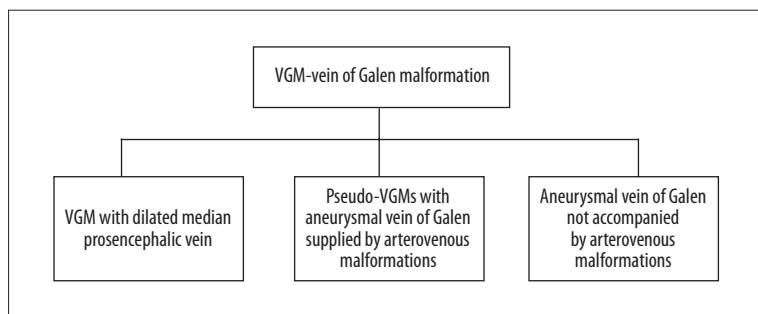 VGM-vein of Galen malformation
VGM with dilated median
prosencephalic vein
Pseudo-VGMs with
aneurysmal vein of Galen
supplied by arterovenous
malformations
Aneurysmal vein of Galen
not accompanied
by arterovenous
malformations